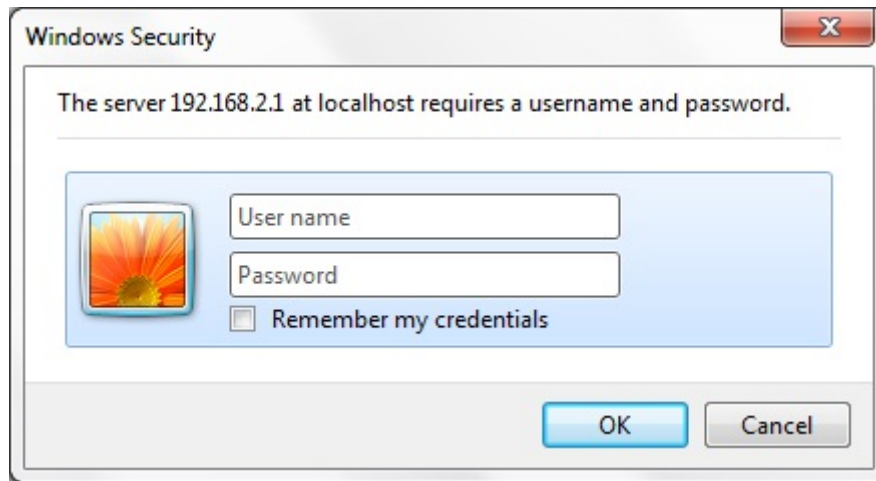 Windows Security
The server 192.168.2.1 at localhost requires a username and password.
User name
Password
Remember my credentials
OK
Cancel